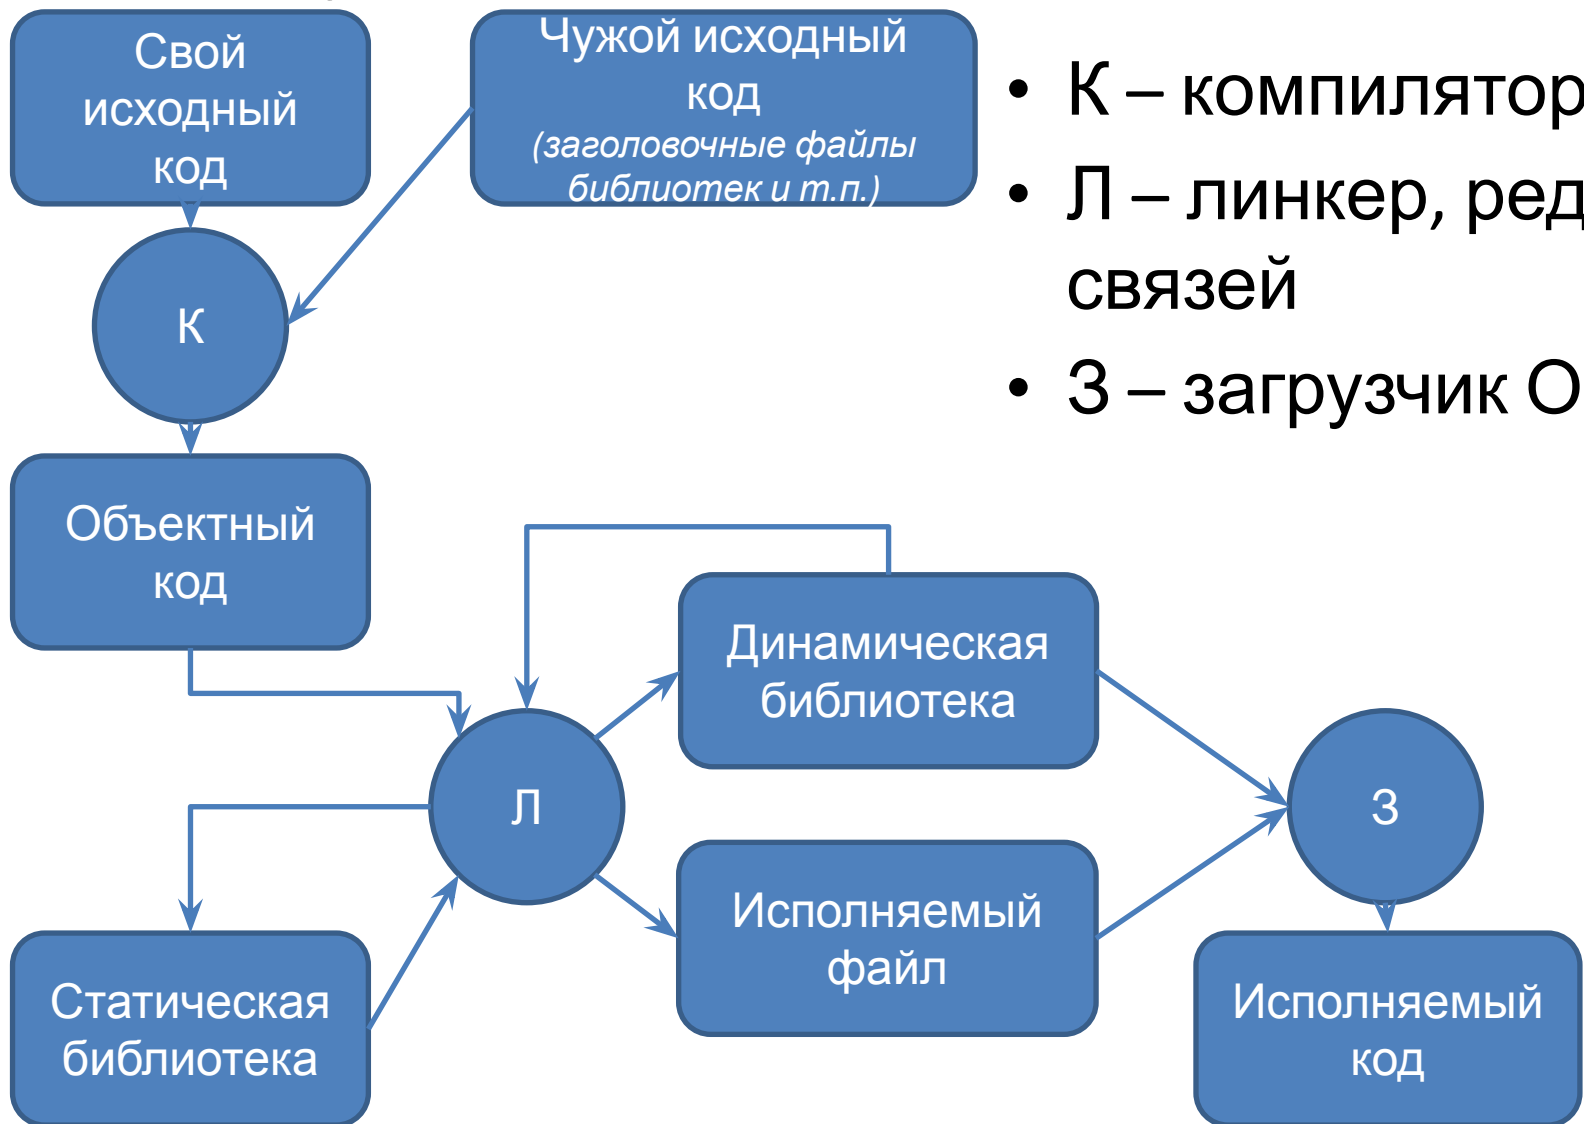 Свой
исходный
код
Чужой исходный
код
(заголовочные файлы
библиотек и т.п.)
• К – компилятор
• Л – линкер, ред
связей
• З – загрузчик О
К
Объектный
код
Динамическая
библиотека
Л
З
Исполняемый
файл
Статическая
библиотека
Исполняемый
код